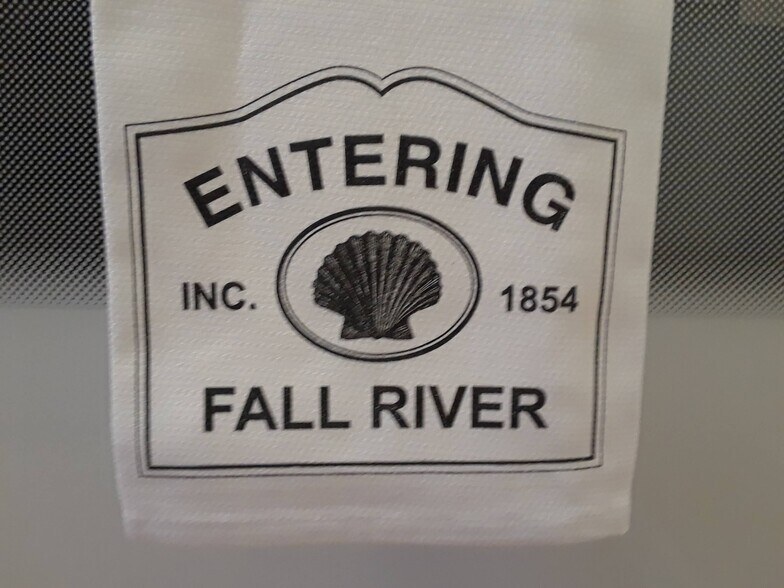 ENTERING
INC. 1854
FALL RIVER